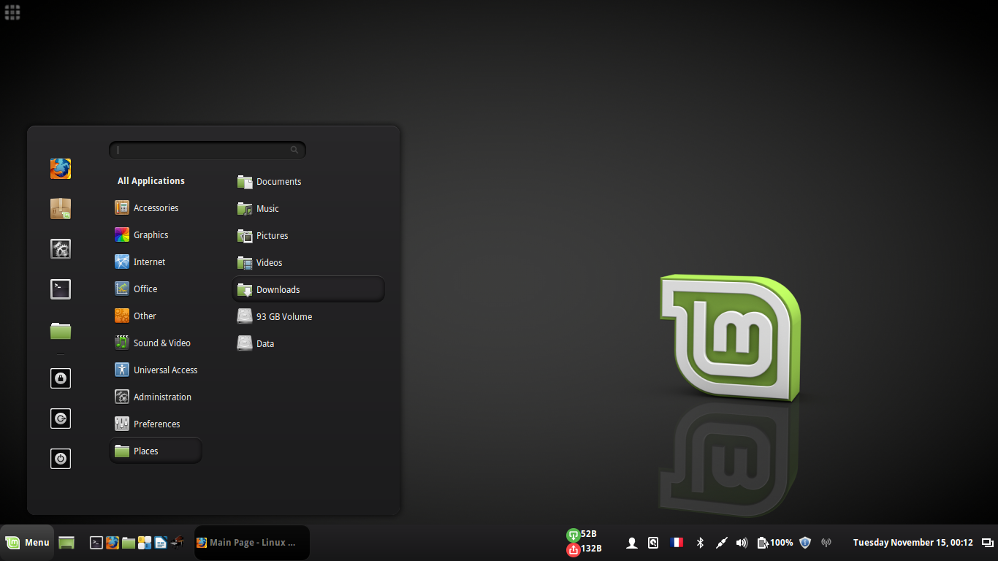 All Applications
Accessories
Graphics
Internet
Office
Other
Sound & Video
Universal Access
Administration
Preferences
Places
Documents
Music
Pictures
Videos
Downloads
93 GB Volume
Data
Menu
Main Page - Linux ...
52B
132B
100%
Tuesday November 15, 00:12